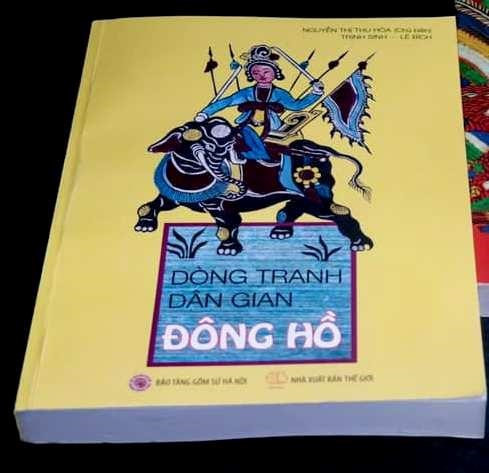 NGUYỄN THỊ THU HÒA (Chủ biên)
TRỊNH SINH - LÊ BÍCH
DÒNG TRANH
DÂN GIAN
ĐÔNG HỒ
BẢO TÀNG GỐM SỨ HÀ NỘI
NHÀ XUẤT BẢN THẾ GIỚI